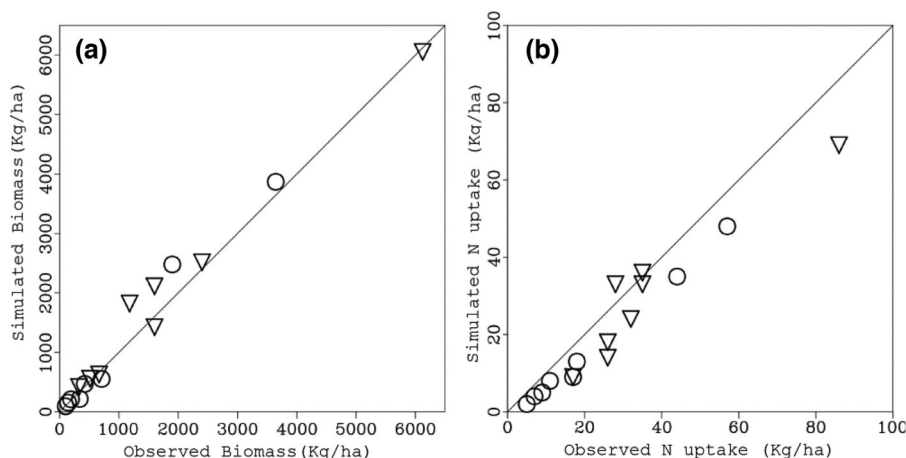 (a)
Simulated Biomass(Kg/ha)
0 1000 2000 3000 4000 5000 6000
0 1000 2000 3000 4000 5000 6000
Observed Biomass(Kg/ha)
(b)
Simulated N uptake (Kg/ha)
0 20 40 60 80 100
0 20 40 60 80 100
Observed N uptake (Kg/ha)